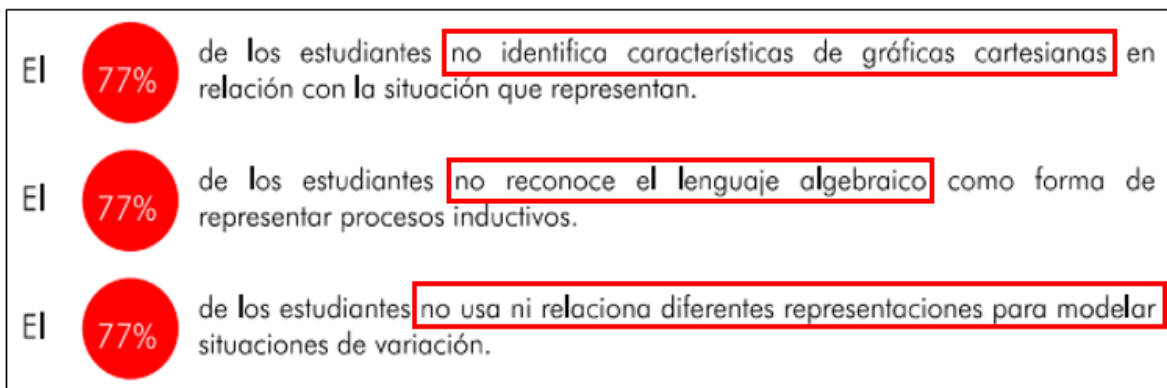 El 77% de los estudiantes no identifica características de gráficas cartesianas en
relación con la situación que representan.
El 77% de los estudiantes no reconoce el lenguaje algebraico como forma de
representar procesos inductivos.
El 77% de los estudiantes no usa ni relaciona diferentes representaciones para modelar
situaciones de variación.